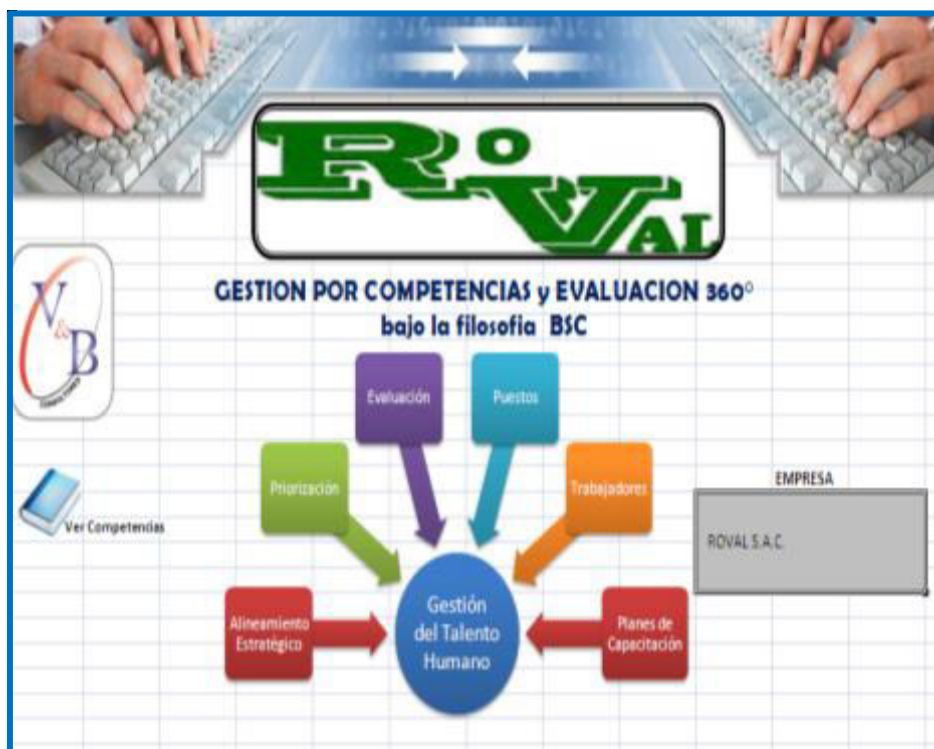 ROVAL
GESTION POR COMPETENCIAS y EVALUACION 360°
bajo la filosofia BSC
V&B
CONSULTORES
Evaluación
Puestos
Priorización
Trabajadores
Ver Competencias
EMPRESA
ROVAL S.A.C.
Alineamiento
Estratégico
Gestión
del Talento
Humano
Planes de
Capacitación